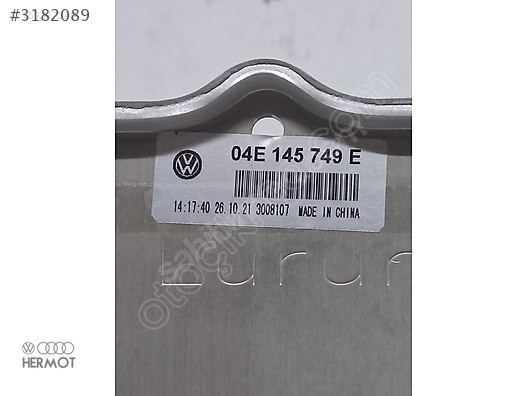 #3182089
04E 145 749 E
14:17:40 26.10.21 3008107 MADE IN CHINA
HERMOT